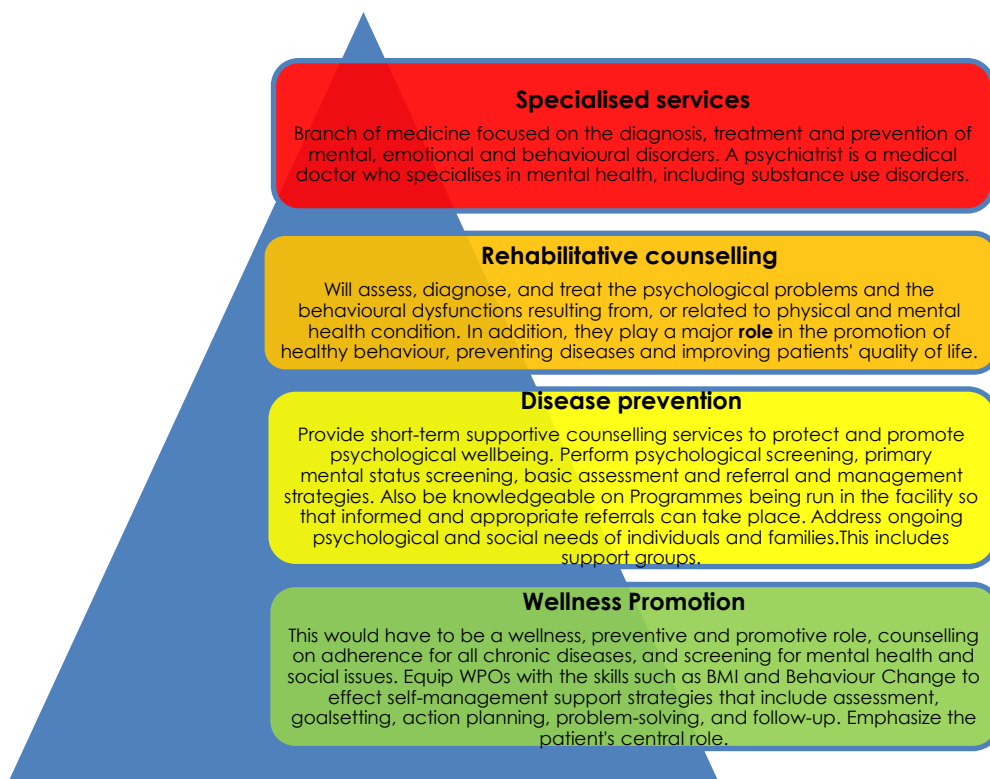 Specialised services
Branch of medicine focused on the diagnosis, treatment and prevention of
mental, emotional and behavioural disorders. A psychiatrist is a medical
doctor who specialises in mental health, including substance use disorders.
Rehabilitative counselling
Will assess, diagnose, and treat the psychological problems and the
behavioural dysfunctions resulting from, or related to physical and mental
health condition. In addition, they play a major role in the promotion of
healthy behaviour, preventing diseases and improving patients' quality of life.
Disease prevention
Provide short-term supportive counselling services to protect and promote
psychological wellbeing. Perform psychological screening, primary
mental status screening, basic assessment and referral and management
strategies. Also be knowledgeable on Programmes being run in the facility so
that informed and appropriate referrals can take place. Address ongoing
psychological and social needs of individuals and families.This includes
support groups.
Wellness Promotion
This would have to be a wellness, preventive and promotive role, counselling
on adherence for all chronic diseases, and screening for mental health and
social issues. Equip WPOs with the skills such as BMI and Behaviour Change to
effect self-management support strategies that include assessment,
goalsetting, action planning, problem-solving, and follow-up. Emphasize the
patient's central role.